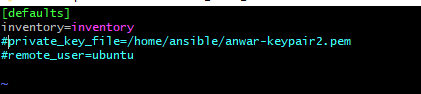 [defaults]
inventory=inventory
#private_key_file=/home/ansible/anwar-keypair2.pem
#remote_user=ubuntu
~